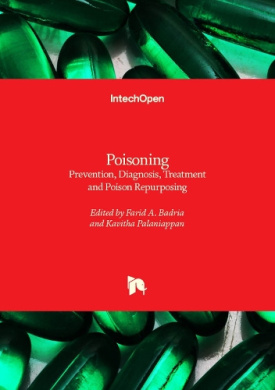 IntechOpen
Poisoning
Prevention, Diagnosis, Treatment
and Poison Repurposing
Edited by Farid A. Badria
and Kavitha Palaniappan